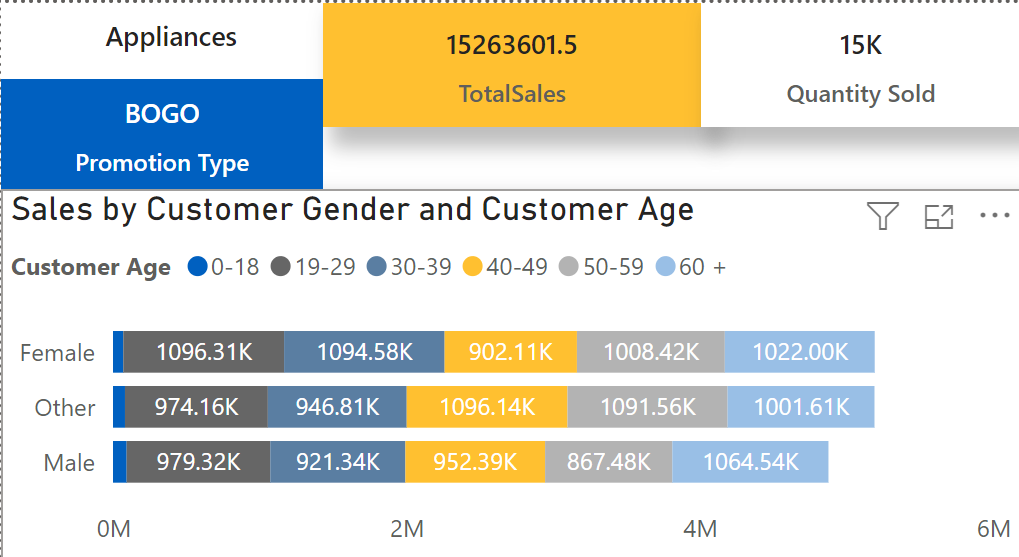 Appliances
15263601.5
15K
TotalSales
Quantity Sold
BOGO
Promotion Type
Sales by Customer Gender and Customer Age
Customer Age 0-18 19-29 30-39 40-49 50-59 60 +
Female 1096.31K 1094.58K 902.11K 1008.42K 1022.00K
Other 974.16K 946.81K 1096.14K 1091.56K 1001.61K
Male 979.32K 921.34K 952.39K 867.48K 1064.54K
0M 2M 4M 6M